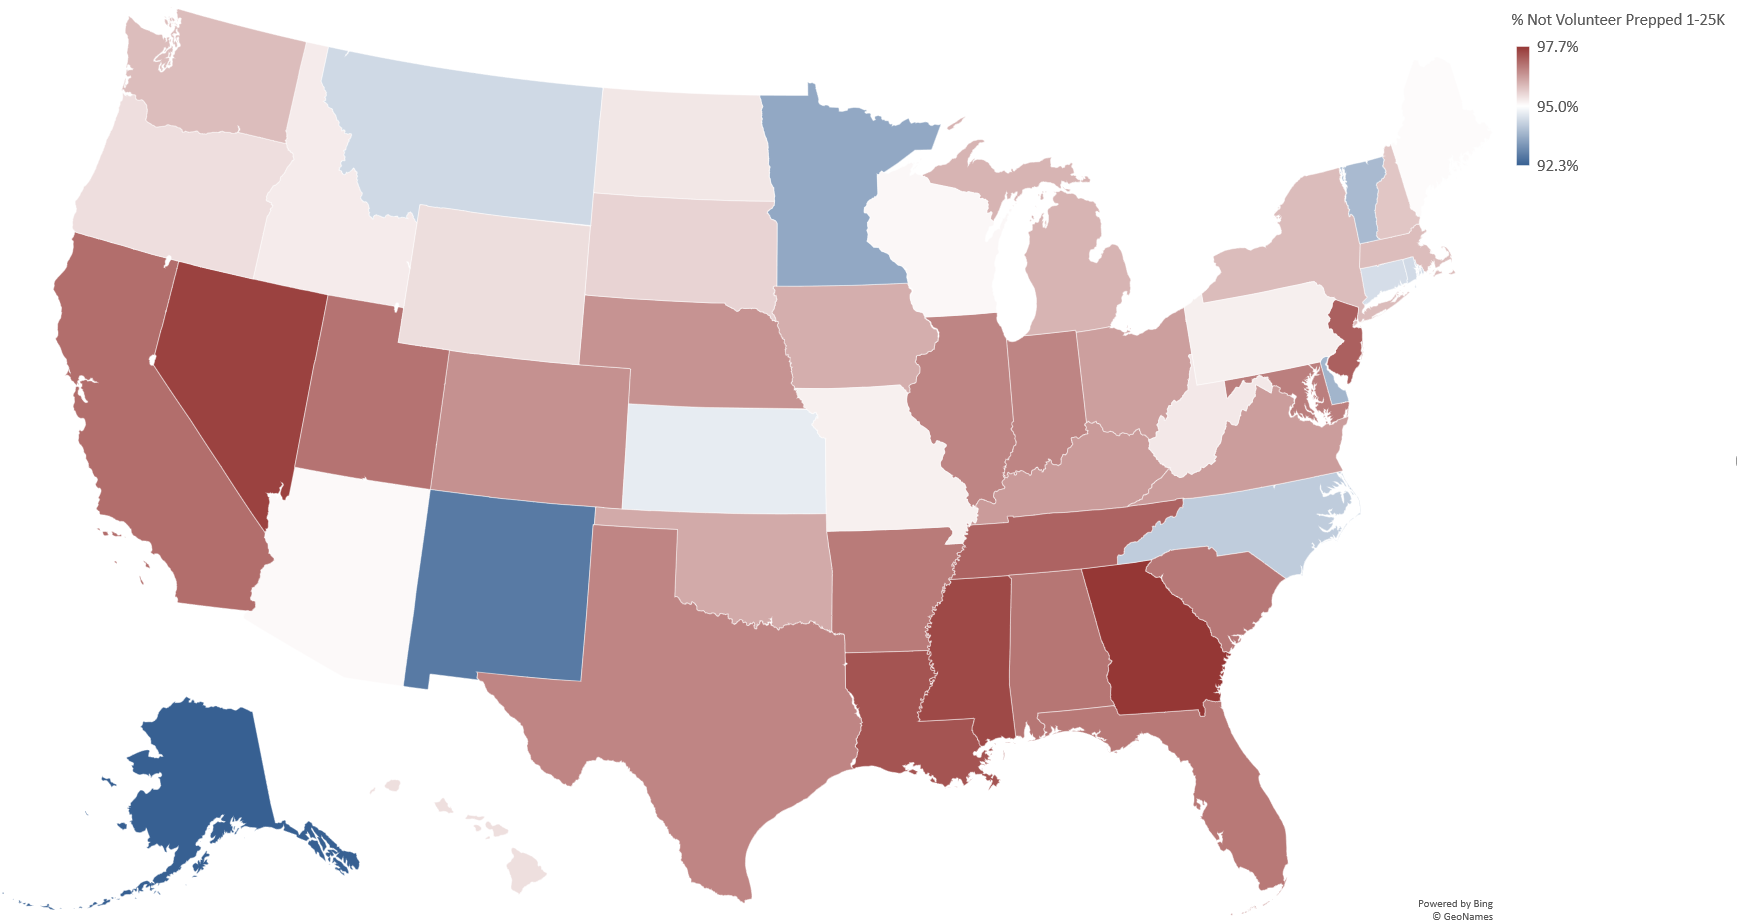 % Not Volunteer Prepped 1-25K
97.7%
95.0%
92.3%
Powered by Bing
© GeoNames